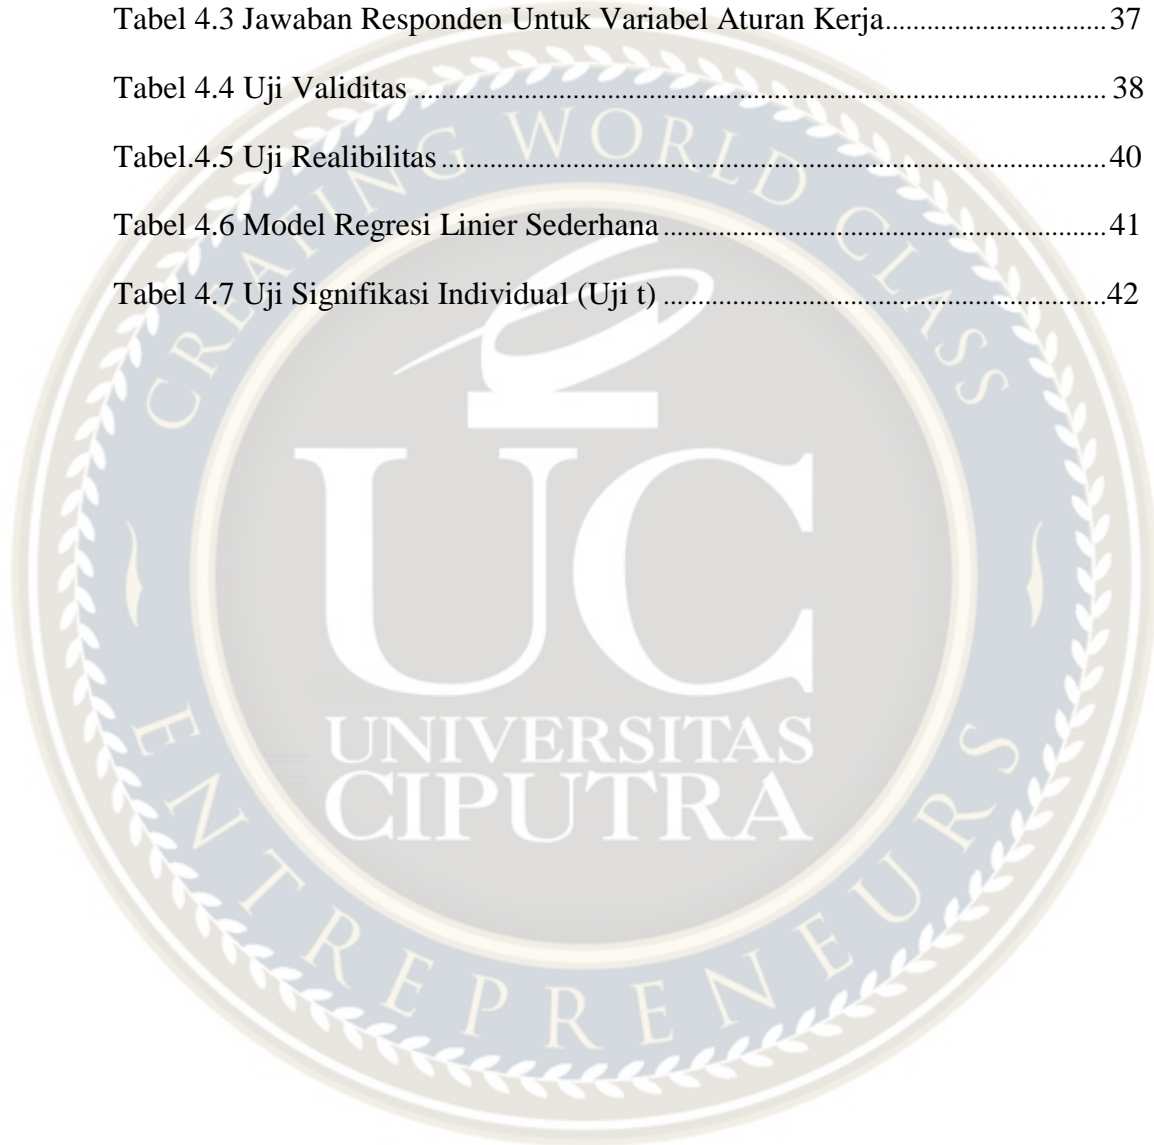 Tabel 4.3 Jawaban Responden Untuk Variabel Aturan Kerja.............................37
Tabel 4.4 Uji Validitas ........................................................................................... 38
Tabel.4.5 Uji Realibilitas .......................................................................................40
Tabel 4.6 Model Regresi Linier Sederhana ..........................................................41
Tabel 4.7 Uji Signifikasi Individual (Uji t) ..........................................................42
CREATING WORLD CLASS
UC
UNIVERSITAS
CIPUTRA
ENTREPRENEURS